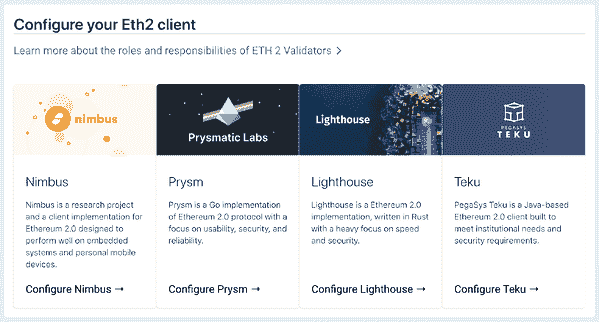 Configure your Eth2 client
Learn more about the roles and responsibilities of ETH 2 Validators >
nimbus
Prysmatic Labs
Lighthouse
PEGASYS
TEKU
Nimbus
Nimbus is a research project
and a client implementation for
Ethereum 2.0 designed to
perform well on embedded
systems and personal mobile
devices.
Configure Nimbus →
Prysm
Prysm is a Go implementation
of Ethereum 2.0 protocol with a
focus on usability, security, and
reliability.
Configure Prysm →
Lighthouse
Lighthouse is a Ethereum 2.0
implementation, written in Rust
with a heavy focus on speed
and security.
Configure Lighthouse →
Teku
PegaSys Teku is a Java-based
Ethereum 2.0 client built to
meet institutional needs and
security requirements.
Configure Teku →